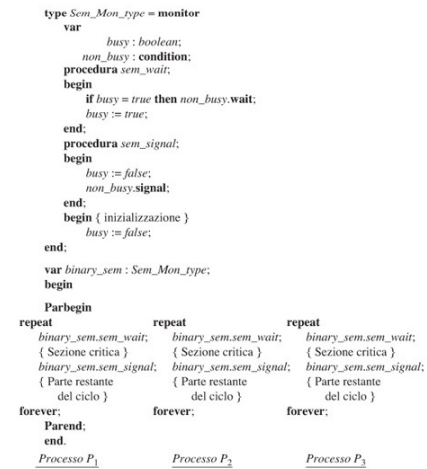 type Sem_Mon_type = monitor
var
busy : boolean;
non_busy : condition;
procedura sem_wait;
begin
if busy = true then non_busy.wait;
busy := true;
end;
procedura sem_signal;
begin
busy := false;
non_busy.signal;
end;
begin { inizializzazione }
busy := false;
end;
var binary_sem : Sem_Mon_type;
begin
Parbegin
repeat repeat repeat
binary_sem.sem_wait; binary_sem.sem_wait; binary_sem.sem_wait;
{ Sezione critica } { Sezione critica } { Sezione critica }
binary_sem.sem_signal; binary_sem.sem_signal; binary_sem.sem_signal;
{ Parte restante { Parte restante { Parte restante
del ciclo } del ciclo } del ciclo }
forever; forever; forever;
Parend;
end.
Processo P1 Processo P2 Processo P3